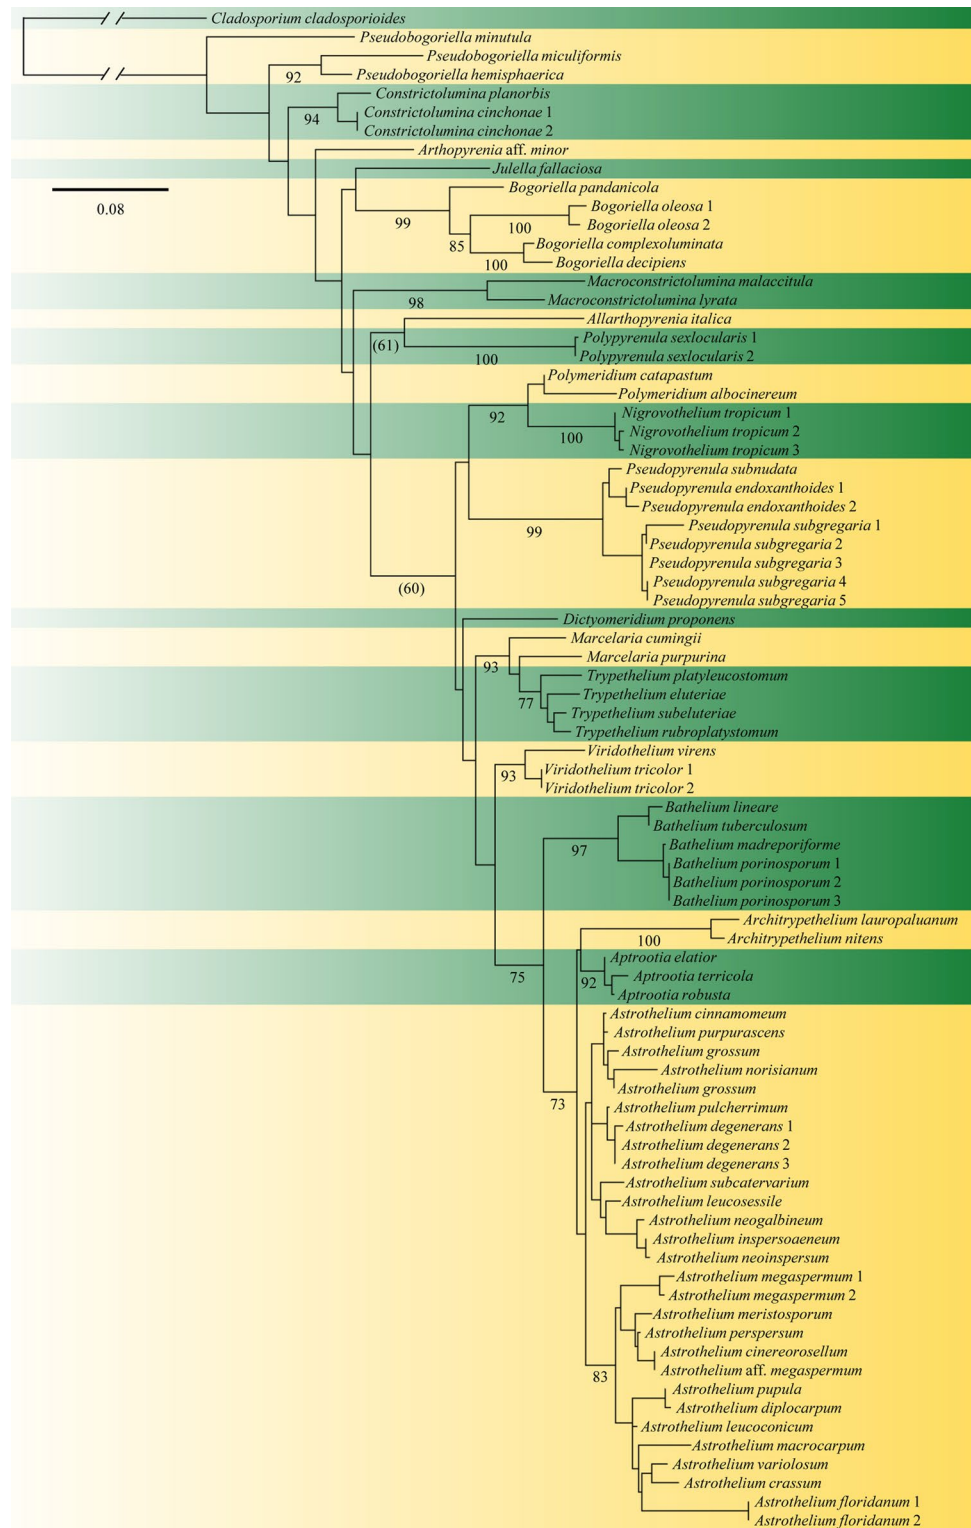 Cladosporium cladosporioides
Pseudobogoriella minutula
Pseudobogoriella miculiformis
92
Pseudobogoriella hemisphaerica
Constrictolumina planorbis
94
Constrictolumina cinchonae 1
Constrictolumina cinchonae 2
Arthopyrenia aff. minor
Julella fallaciosa
0.08
Bogoriella pandanicola
99
Bogoriella oleosa 1
100
Bogoriella oleosa 2
85
Bogoriella complexoluminata
100
Bogoriella decipiens
Macroconstrictolumina malaccitula
98
Macroconstrictolumina lyrata
Allarthopyrenia italica
(61)
Polypyrenula sexlocularis 1
100
Polypyrenula sexlocularis 2
Polymeridium catapastum
Polymeridium albocinereum
92
Nigrovothelium tropicum 1
100
Nigrovothelium tropicum 2
Nigrovothelium tropicum 3
Pseudopyrenula subnudata
Pseudopyrenula endoxanthoides 1
Pseudopyrenula endoxanthoides 2
99
Pseudopyrenula subgregaria 1
Pseudopyrenula subgregaria 2
Pseudopyrenula subgregaria 3
Pseudopyrenula subgregaria 4
(60)
Pseudopyrenula subgregaria 5
Dictyomeridium proponens
Marcelaria cumingii
93
Marcelaria purpurina
Trypethelium platyleucostomum
77
Trypethelium eluteriae
Trypethelium subeluteriae
Trypethelium rubroplatystomum
Viridothelium virens
93
Viridothelium tricolor 1
Viridothelium tricolor 2
Bathelium lineare
Bathelium tuberculosum
97
Bathelium madreporiforme
Bathelium porinosporum 1
Bathelium porinosporum 2
Bathelium porinosporum 3
Architrypethelium lauropaluanum
100
Architrypethelium nitens
Aptrootia elatior
75
92
Aptrootia terricola
Aptrootia robusta
Astrothelium cinnamomeum
Astrothelium purpurascens
Astrothelium grossum
Astrothelium norisianum
Astrothelium grossum
73
Astrothelium pulcherrimum
Astrothelium degenerans 1
Astrothelium degenerans 2
Astrothelium degenerans 3
Astrothelium subcatervarium
Astrothelium leucosessile
Astrothelium neogalbineum
Astrothelium inspersoaeneum
Astrothelium neoinspersum
Astrothelium megaspermum 1
Astrothelium megaspermum 2
Astrothelium meristosporum
Astrothelium perspersum
Astrothelium cinereorosellum
83
Astrothelium aff. megaspermum
Astrothelium pupula
Astrothelium diplocarpum
Astrothelium leucoconicum
Astrothelium macrocarpum
Astrothelium variolosum
Astrothelium crassum
Astrothelium floridanum 1
Astrothelium floridanum 2